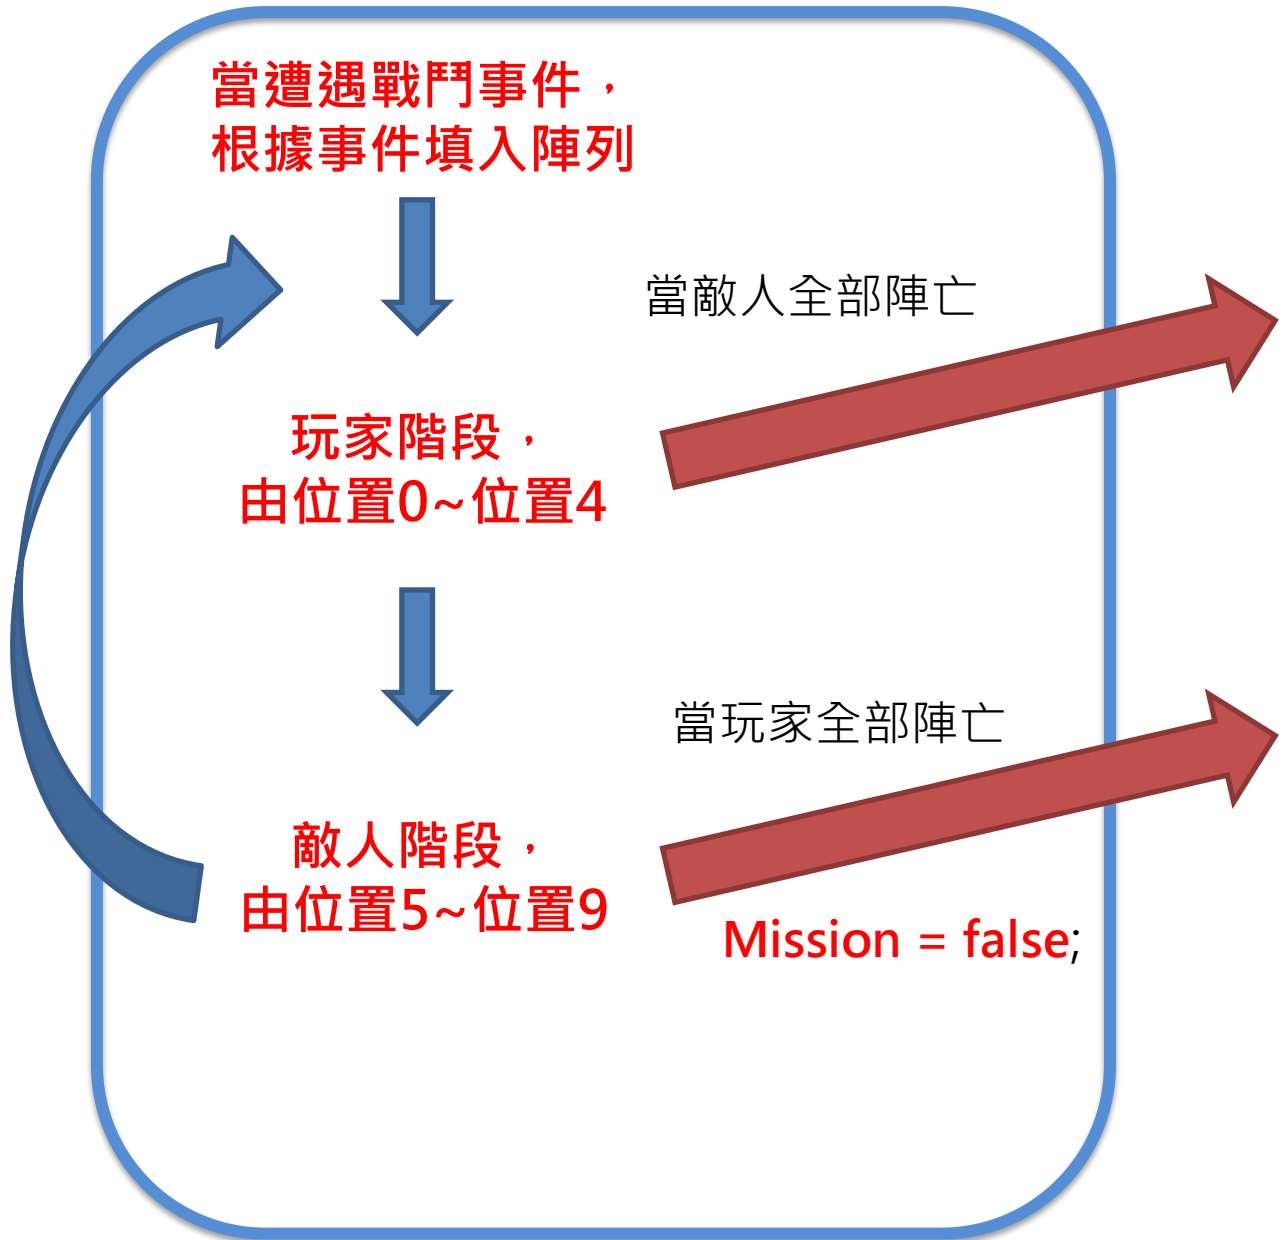 當遭遇戰鬥事件，
根據事件填入陣列
當敵人全部陣亡
玩家階段，
由位置0~位置4
當玩家全部陣亡
敵人階段，
由位置5~位置9
Mission = false;